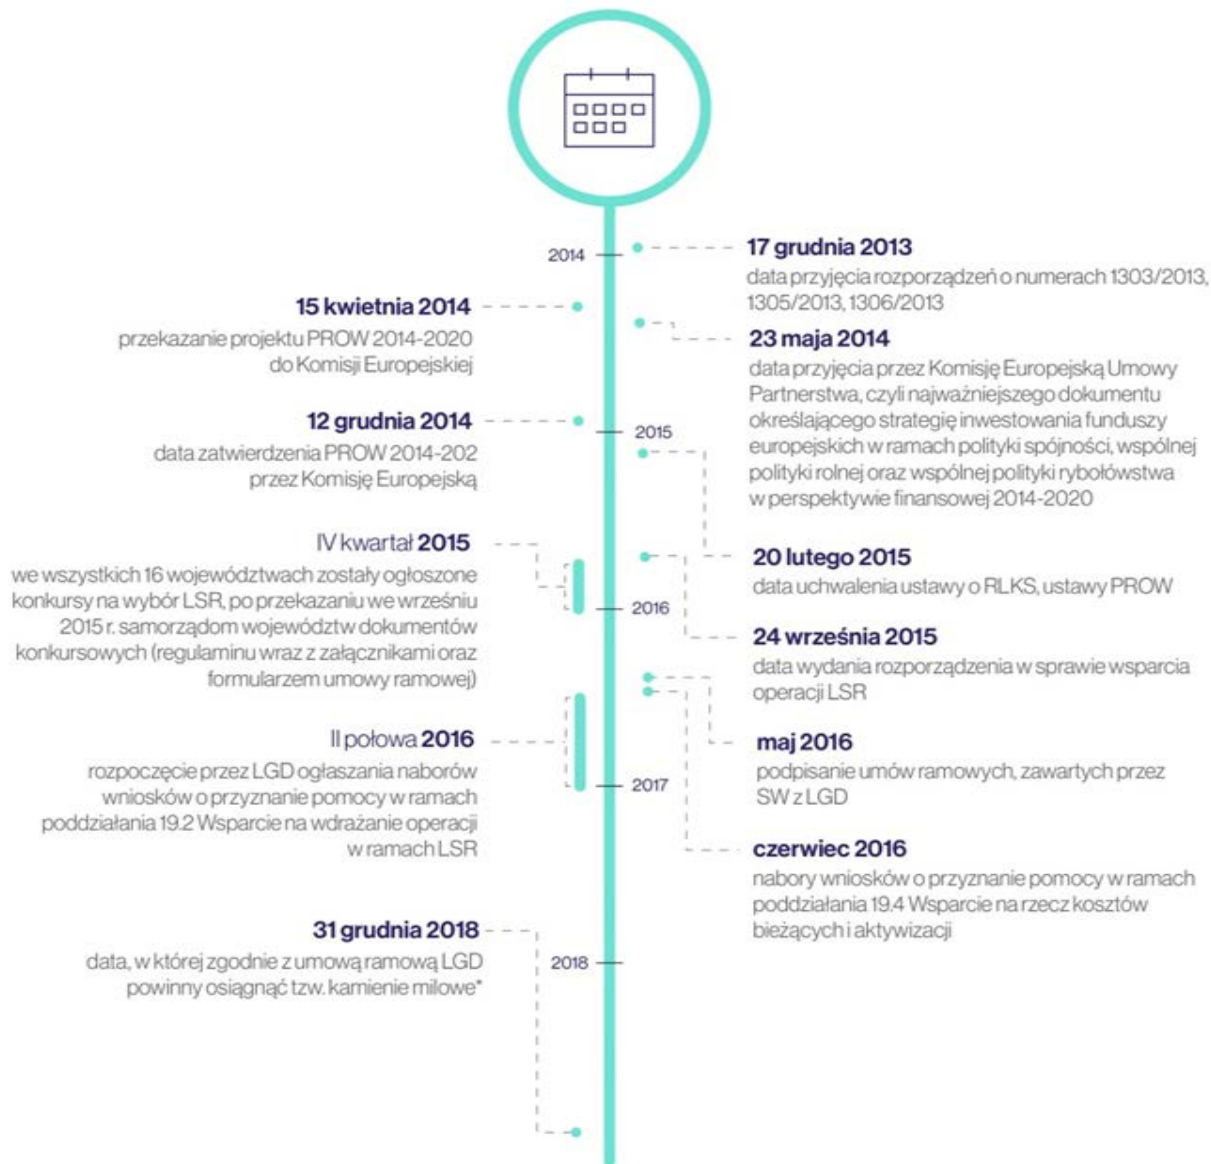 2014
17 grudnia 2013
data przyjęcia rozporządzeń o numerach 1303/2013,
1305/2013, 1306/2013
15 kwietnia 2014
przekazanie projektu PROW 2014-2020
do Komisji Europejskiej
23 maja 2014
data przyjęcia przez Komisję Europejską Umowy
Partnerstwa, czyli najważniejszego dokumentu
określającego strategię inwestowania funduszy
europejskich w ramach polityki spójności, wspólnej
polityki rolnej oraz wspólnej polityki rybołówstwa
w perspektywie finansowej 2014-2020
12 grudnia 2014
data zatwierdzenia PROW 2014-202
przez Komisję Europejską
2015
IV kwartał 2015
we wszystkich 16 województwach zostały ogłoszone
konkursy na wybór LSR, po przekazaniu we wrześniu
2015 r. samorządom województw dokumentów
konkursowych (regulaminu wraz z załącznikami oraz
formularzem umowy ramowej)
20 lutego 2015
data uchwalenia ustawy o RLKS, ustawy PROW
2016
24 września 2015
data wydania rozporządzenia w sprawie wsparcia
operacji LSR
II połowa 2016
rozpoczęcie przez LGD ogłaszania naborów
wniosków o przyznanie pomocy w ramach
poddziałania 19.2 Wsparcie na wdrażanie operacji
w ramach LSR
maj 2016
podpisanie umów ramowych, zawartych przez
SW z LGD
2017
czerwiec 2016
nabory wniosków o przyznanie pomocy w ramach
poddziałania 19.4 Wsparcie na rzecz kosztów
bieżących i aktywizacji
31 grudnia 2018
data, w której zgodnie z umową ramową LGD
powinny osiągnąć tzw. kamienie milowe*
2018